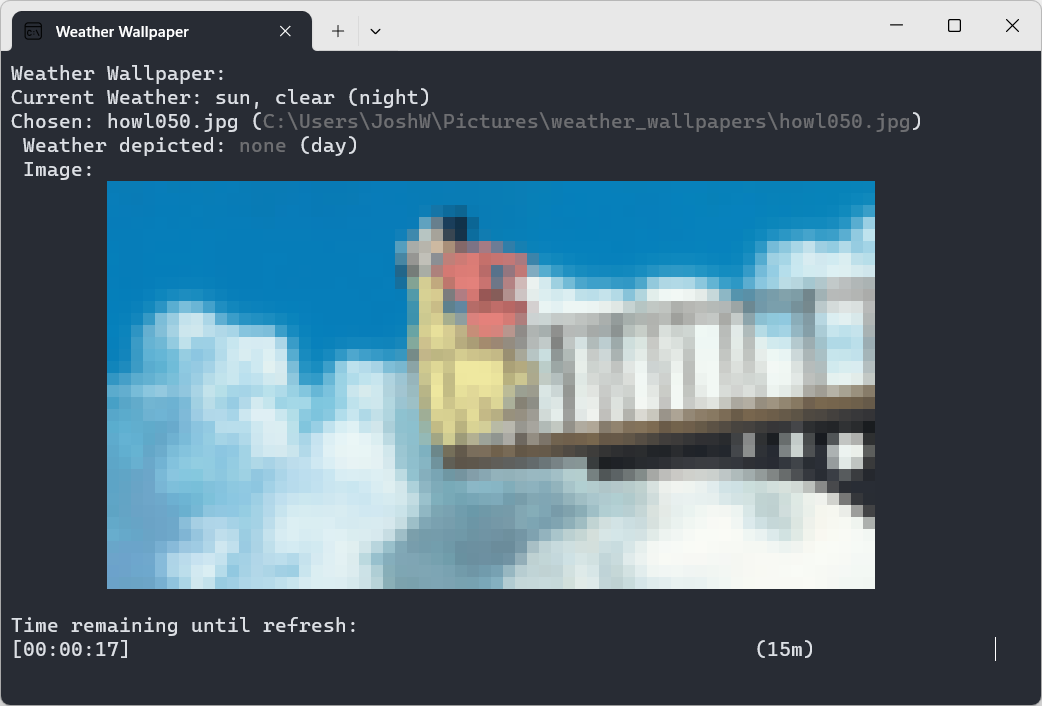 Weather Wallpaper
Weather Wallpaper:
Current Weather: sun, clear (night)
Chosen: howl050.jpg (C:\Users\JoshW\Pictures\weather_wallpapers\howl050.jpg)
Weather depicted: none (day)
Image:
Time remaining until refresh:
[00:00:17] (15m)